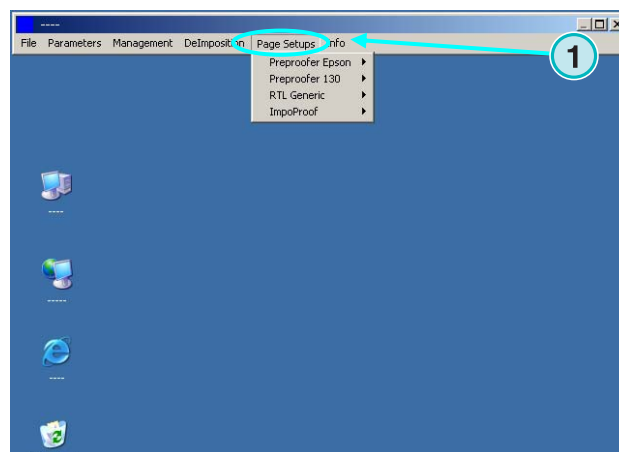 ----
File Parameters Management DeImposition Page Setups Info
1
Preproofer Epson
Preproofer 130
RTL Generic
ImpoProof
----
-----
----